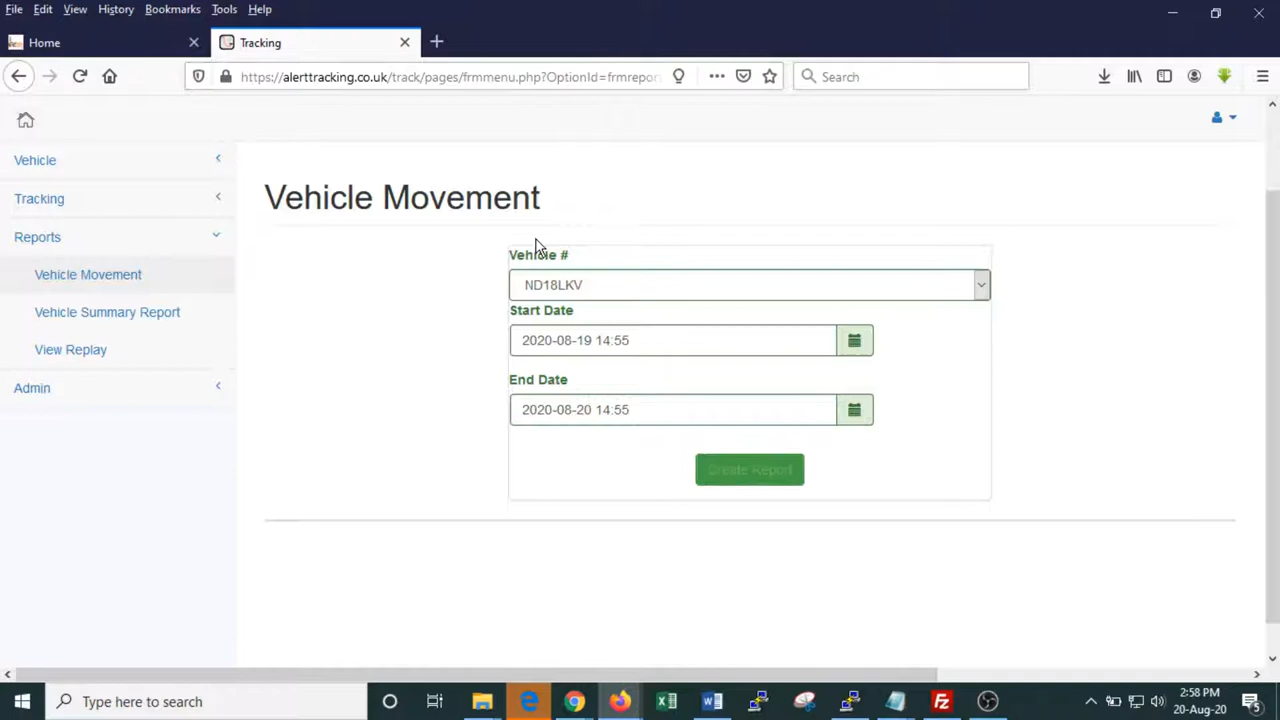 File Edit View History Bookmarks Tools Help
Home
Tracking
https://alerttracking.co.uk/track/pages/frmmenu.php?OptionId=frmrepor
Search
Vehicle
Tracking
Reports
Vehicle Movement
Vehicle Summary Report
View Replay
Admin
Vehicle Movement
Vehicle #
ND18LKV
Start Date
2020-08-19 14:55
End Date
2020-08-20 14:55
Create Report
Type here to search
2:58 PM
20-Aug-20
5